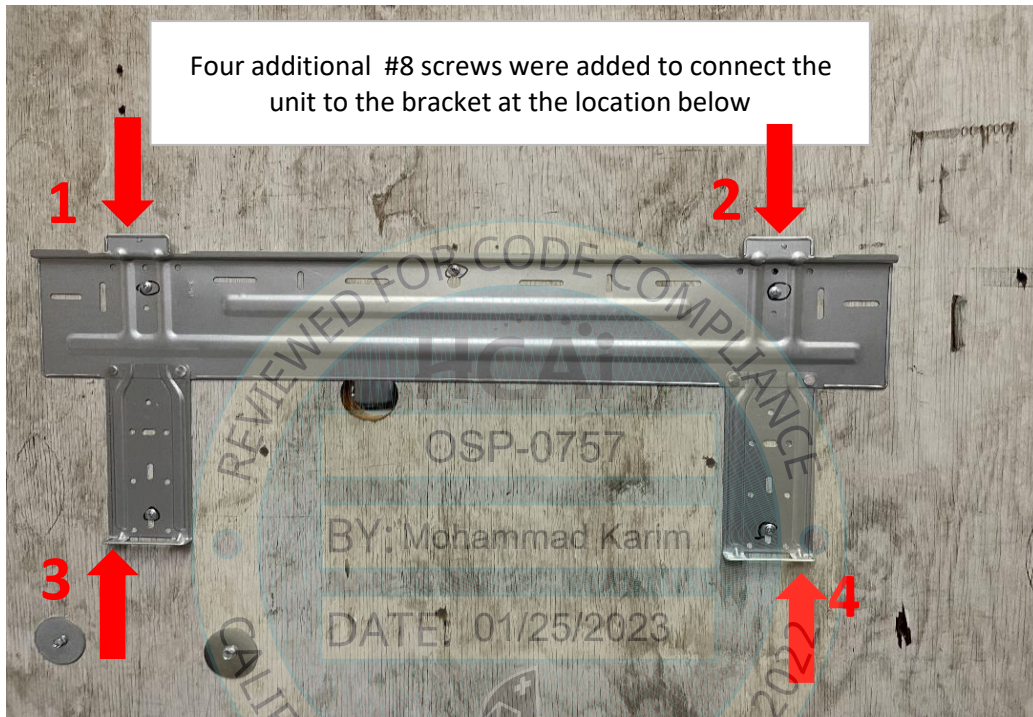 Four additional #8 screws were added to connect the
unit to the bracket at the location below
1
2
REVIEWED FOR CODE COMPLIANCE
HCAi
OSP-0757
BY: Mohammad Karim
3
4
DATE: 01/25/2023
2022